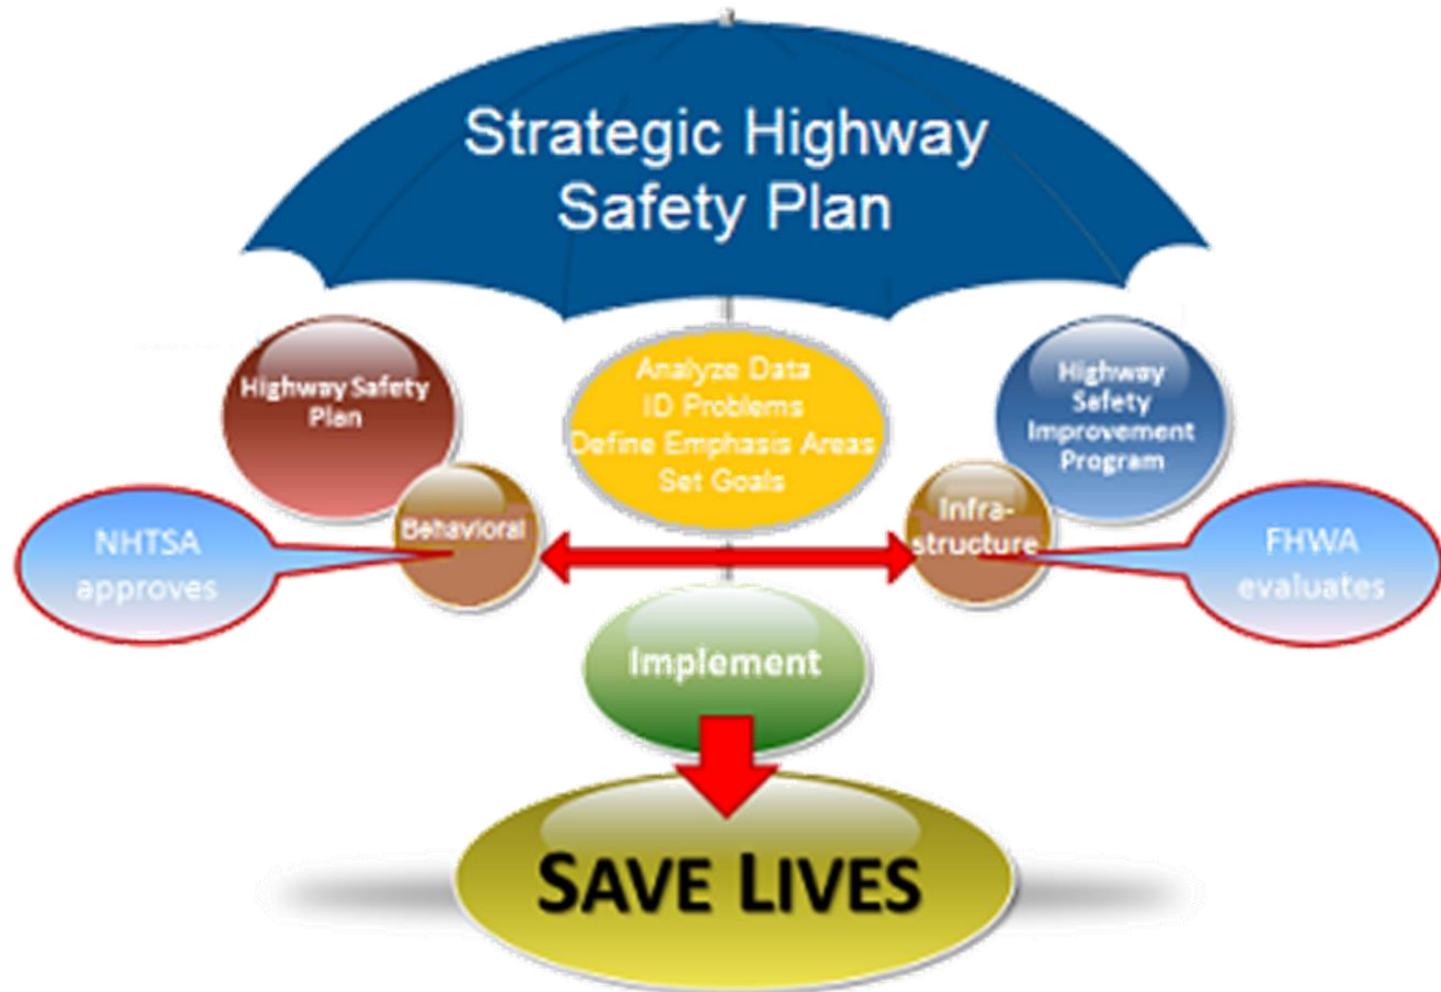 Strategic Highway
Safety Plan
Highway Safety
Plan
Analyze Data
ID Problems
Define Emphasis Areas
Set Goals
Highway
Safety
Improvement
Program
NHTSA
approves
Behavioral
Infra-
structure
FHWA
evaluates
Implement
SAVE LIVES